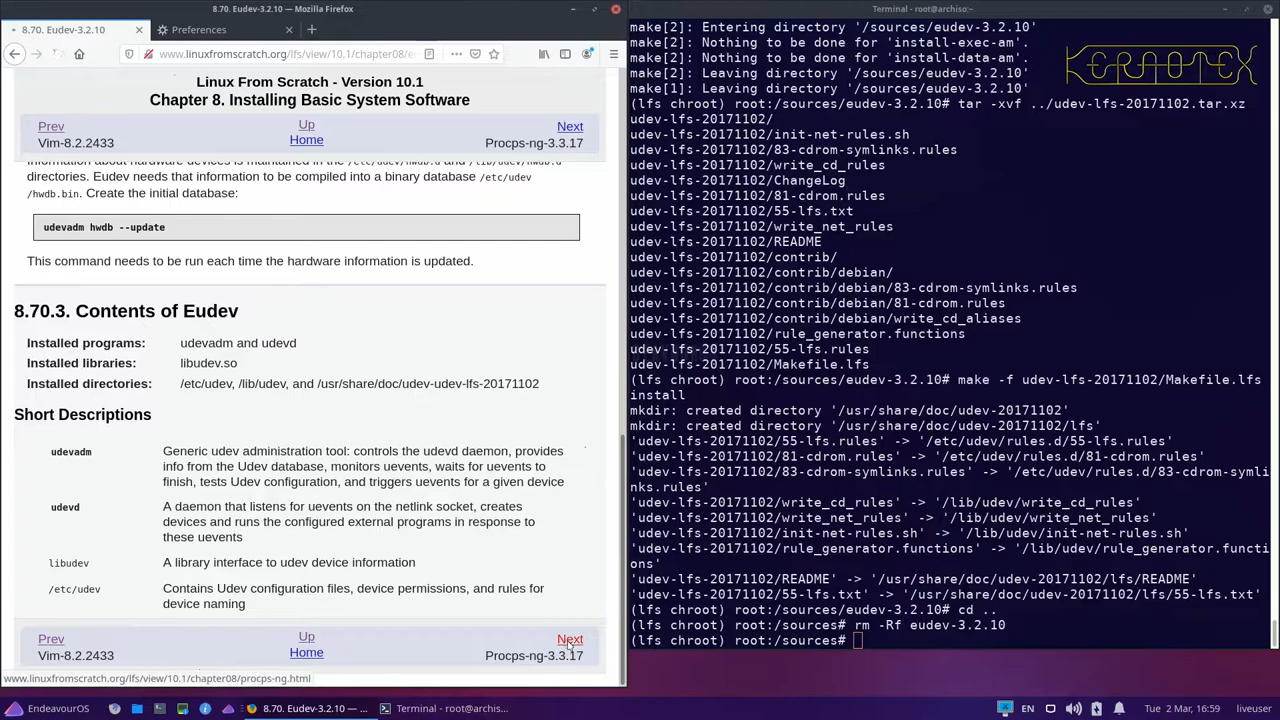 8.70. Eudev-3.2.10 — Mozilla Firefox
8.70. Eudev-3.2.10
Preferences
www.linuxfromscratch.org/lfs/view/10.1/chapter08/e
Linux From Scratch - Version 10.1
Chapter 8. Installing Basic System Software
Prev
Up
Next
Vim-8.2.2433
Home
Procps-ng-3.3.17
information about hardware devices is maintained in the /etc/udev/hwdb.d and /lib/udev/hwdb.d
directories. Eudev needs that information to be compiled into a binary database /etc/udev
/hwdb.bin. Create the initial database:
udevadm hwdb --update
This command needs to be run each time the hardware information is updated.
8.70.3. Contents of Eudev
Installed programs: udevadm and udevd
Installed libraries: libudev.so
Installed directories: /etc/udev, /lib/udev, and /usr/share/doc/udev-udev-lfs-20171102
Short Descriptions
udevadm Generic udev administration tool: controls the udevd daemon, provides
info from the Udev database, monitors uevents, waits for uevents to
finish, tests Udev configuration, and triggers uevents for a given device
udevd A daemon that listens for uevents on the netlink socket, creates
devices and runs the configured external programs in response to
these uevents
libudev A library interface to udev device information
/etc/udev Contains Udev configuration files, device permissions, and rules for
device naming
Prev
Up
Next
Vim-8.2.2433
Home
Procps-ng-3.3.17
www.linuxfromscratch.org/lfs/view/10.1/chapter08/procps-ng.html
Terminal - root@archiso:~
KERNOTEX
make[2]: Entering directory '/sources/eudev-3.2.10'
make[2]: Nothing to be done for 'install-exec-am'.
make[2]: Nothing to be done for 'install-data-am'.
make[2]: Leaving directory '/sources/eudev-3.2.10'
make[1]: Leaving directory '/sources/eudev-3.2.10'
(lfs chroot) root:/sources/eudev-3.2.10# tar -xvf ../udev-lfs-20171102.tar.xz
udev-lfs-20171102/
udev-lfs-20171102/init-net-rules.sh
udev-lfs-20171102/83-cdrom-symlinks.rules
udev-lfs-20171102/write_cd_rules
udev-lfs-20171102/ChangeLog
udev-lfs-20171102/81-cdrom.rules
udev-lfs-20171102/55-lfs.txt
udev-lfs-20171102/write_net_rules
udev-lfs-20171102/README
udev-lfs-20171102/contrib/
udev-lfs-20171102/contrib/debian/
udev-lfs-20171102/contrib/debian/83-cdrom-symlinks.rules
udev-lfs-20171102/contrib/debian/81-cdrom.rules
udev-lfs-20171102/contrib/debian/write_cd_aliases
udev-lfs-20171102/rule_generator.functions
udev-lfs-20171102/55-lfs.rules
udev-lfs-20171102/Makefile.lfs
(lfs chroot) root:/sources/eudev-3.2.10# make -f udev-lfs-20171102/Makefile.lfs
install
mkdir: created directory '/usr/share/doc/udev-20171102'
mkdir: created directory '/usr/share/doc/udev-20171102/lfs'
'udev-lfs-20171102/55-lfs.rules' -> '/etc/udev/rules.d/55-lfs.rules'
'udev-lfs-20171102/81-cdrom.rules' -> '/etc/udev/rules.d/81-cdrom.rules'
'udev-lfs-20171102/83-cdrom-symlinks.rules' -> '/etc/udev/rules.d/83-cdrom-symli
nks.rules'
'udev-lfs-20171102/write_cd_rules' -> '/lib/udev/write_cd_rules'
'udev-lfs-20171102/write_net_rules' -> '/lib/udev/write_net_rules'
'udev-lfs-20171102/init-net-rules.sh' -> '/lib/udev/init-net-rules.sh'
'udev-lfs-20171102/rule_generator.functions' -> '/lib/udev/rule_generator.functi
ons'
'udev-lfs-20171102/README' -> '/usr/share/doc/udev-20171102/lfs/README'
'udev-lfs-20171102/55-lfs.txt' -> '/usr/share/doc/udev-20171102/lfs/55-lfs.txt'
(lfs chroot) root:/sources/eudev-3.2.10# cd ..
(lfs chroot) root:/sources# rm -Rf eudev-3.2.10
(lfs chroot) root:/sources#
EndeavourOS
8.70. Eudev-3.2.10 — ...
Terminal - root@archis...
EN
Tue 2 Mar, 16:59
liveuser